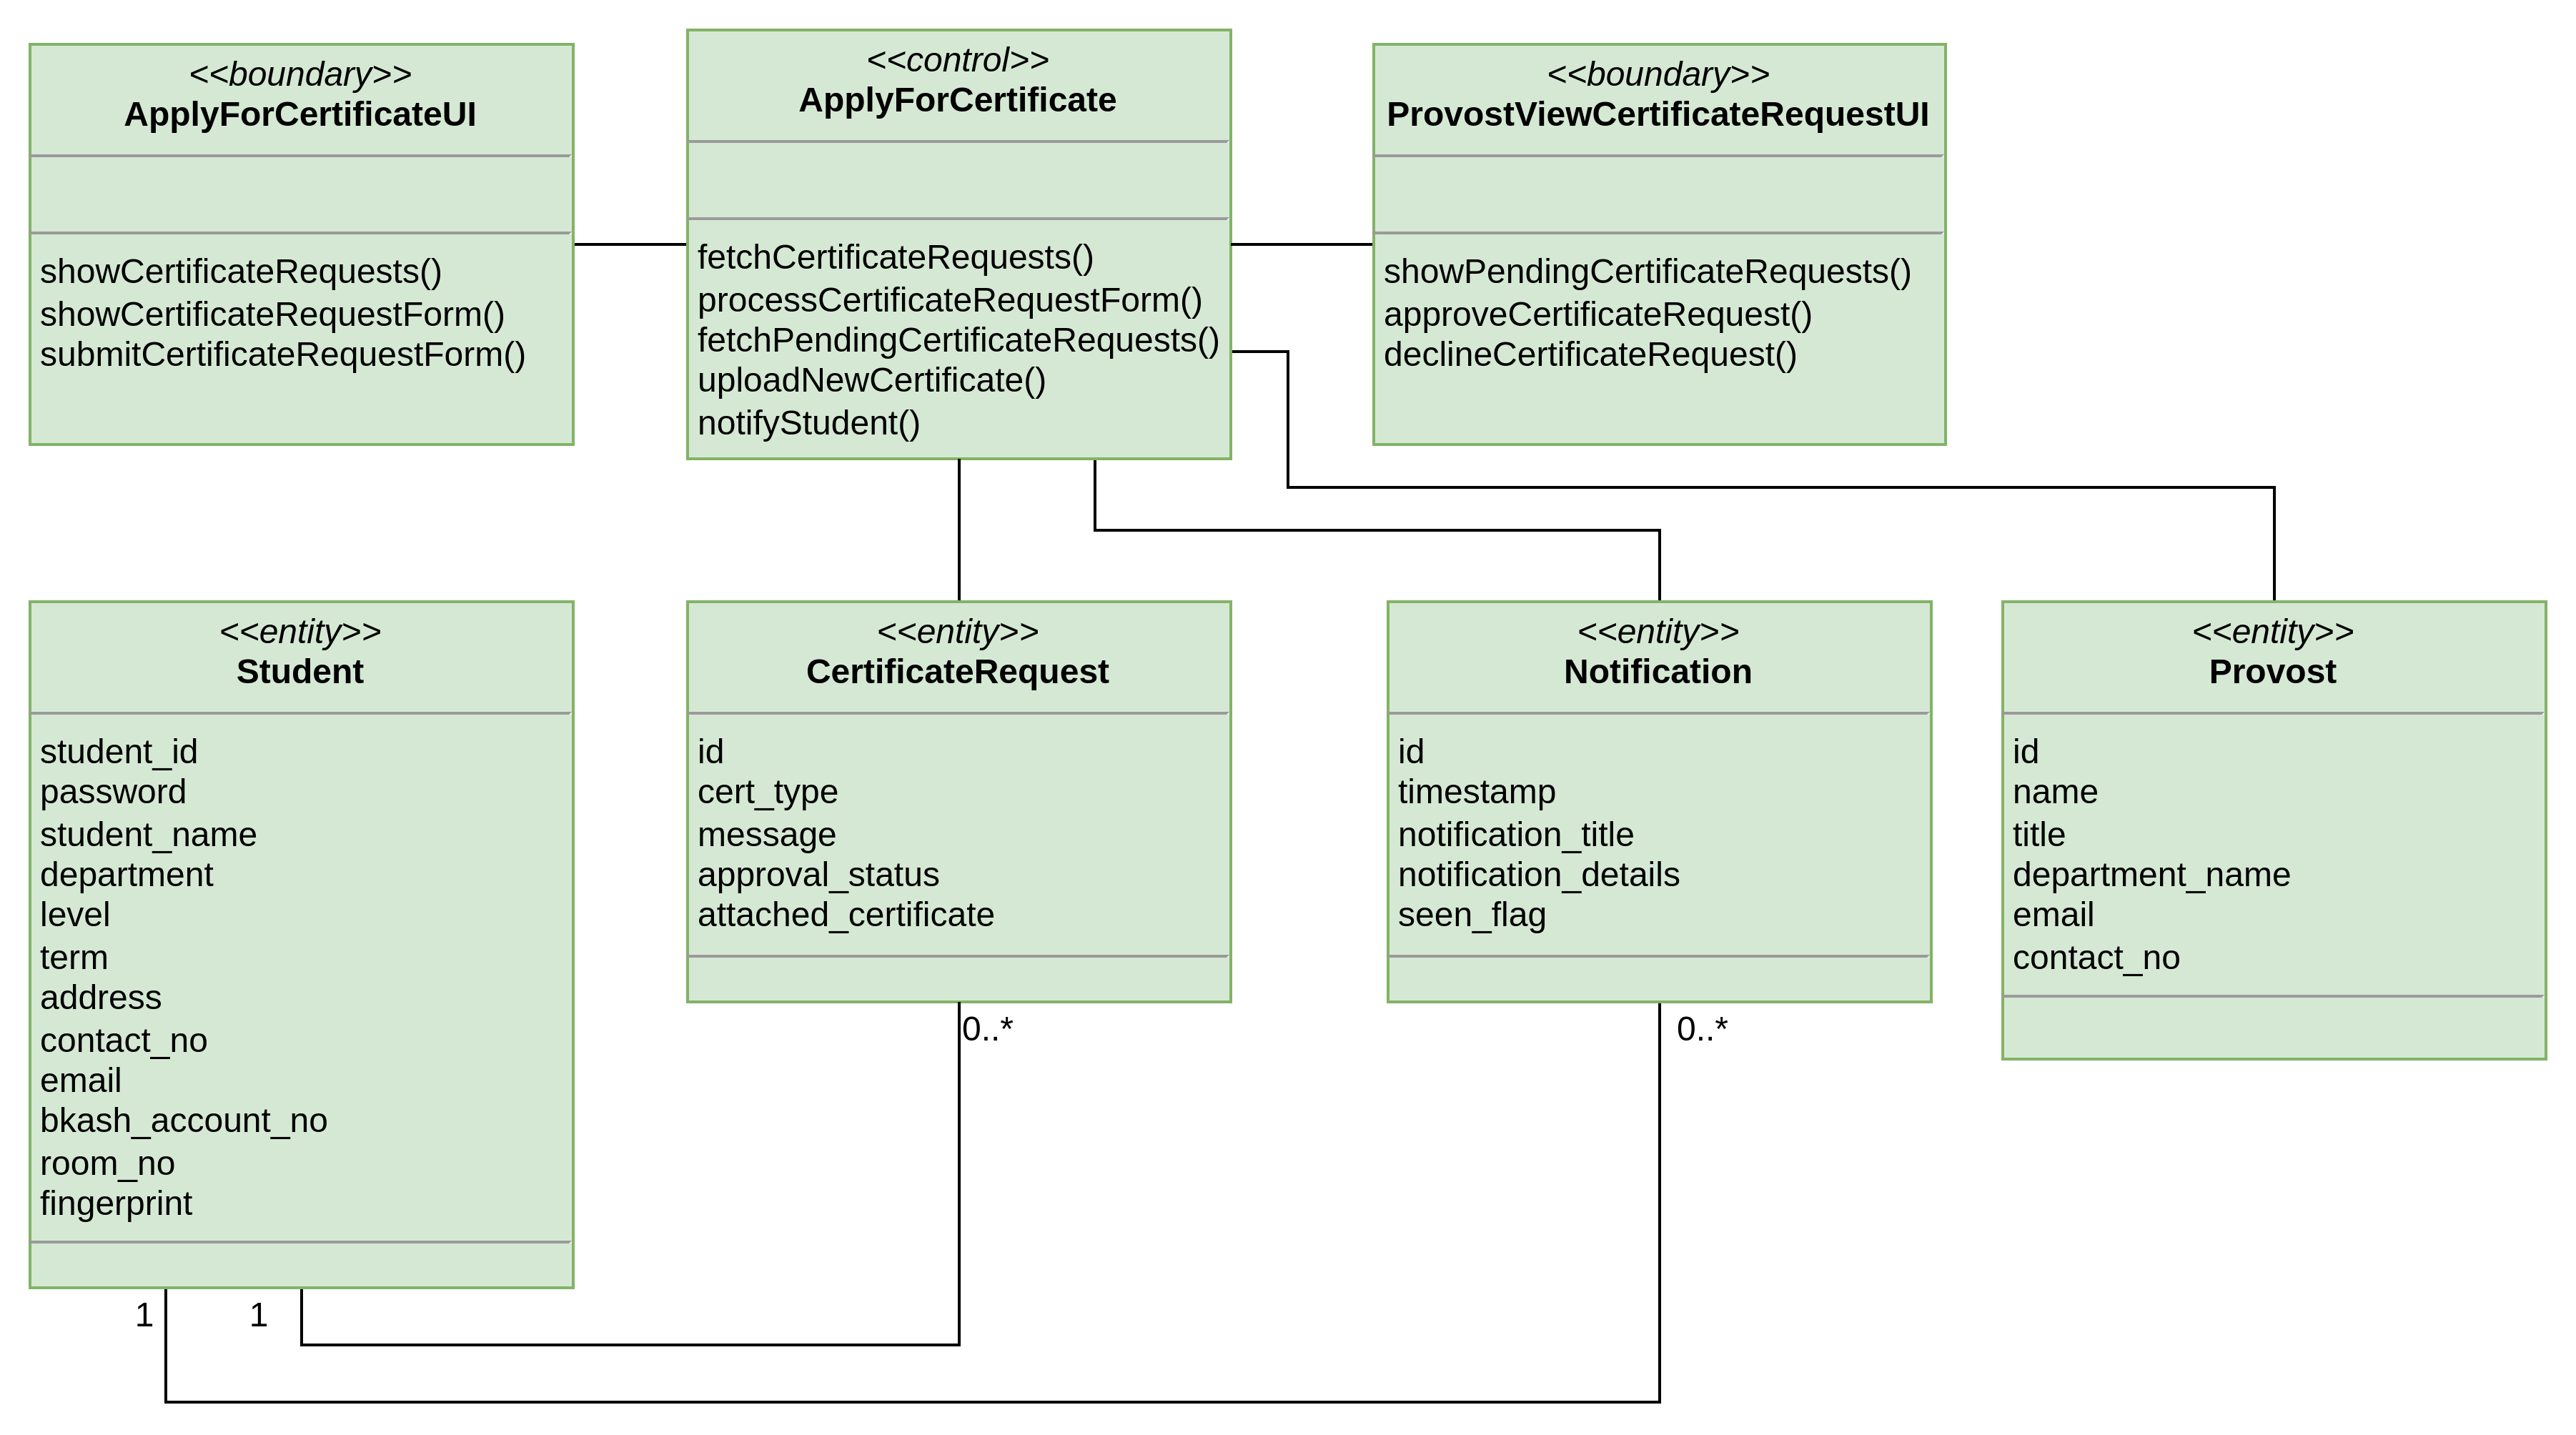 <<boundary>>
ApplyForCertificateUI
showCertificateRequests()
showCertificateRequestForm()
submitCertificateRequestForm()
<<control>>
ApplyForCertificate
fetchCertificateRequests()
processCertificateRequestForm()
fetchPendingCertificateRequests()
uploadNewCertificate()
notifyStudent()
<<boundary>>
ProvostViewCertificateRequestUI
showPendingCertificateRequests()
approveCertificateRequest()
declineCertificateRequest()
<<entity>>
Student
student_id
password
student_name
department
level
term
address
contact_no
email
bkash_account_no
room_no
fingerprint
1
1
<<entity>>
CertificateRequest
id
cert_type
message
approval_status
attached_certificate
0..*
<<entity>>
Notification
id
timestamp
notification_title
notification_details
seen_flag
0..*
<<entity>>
Provost
id
name
title
department_name
email
contact_no